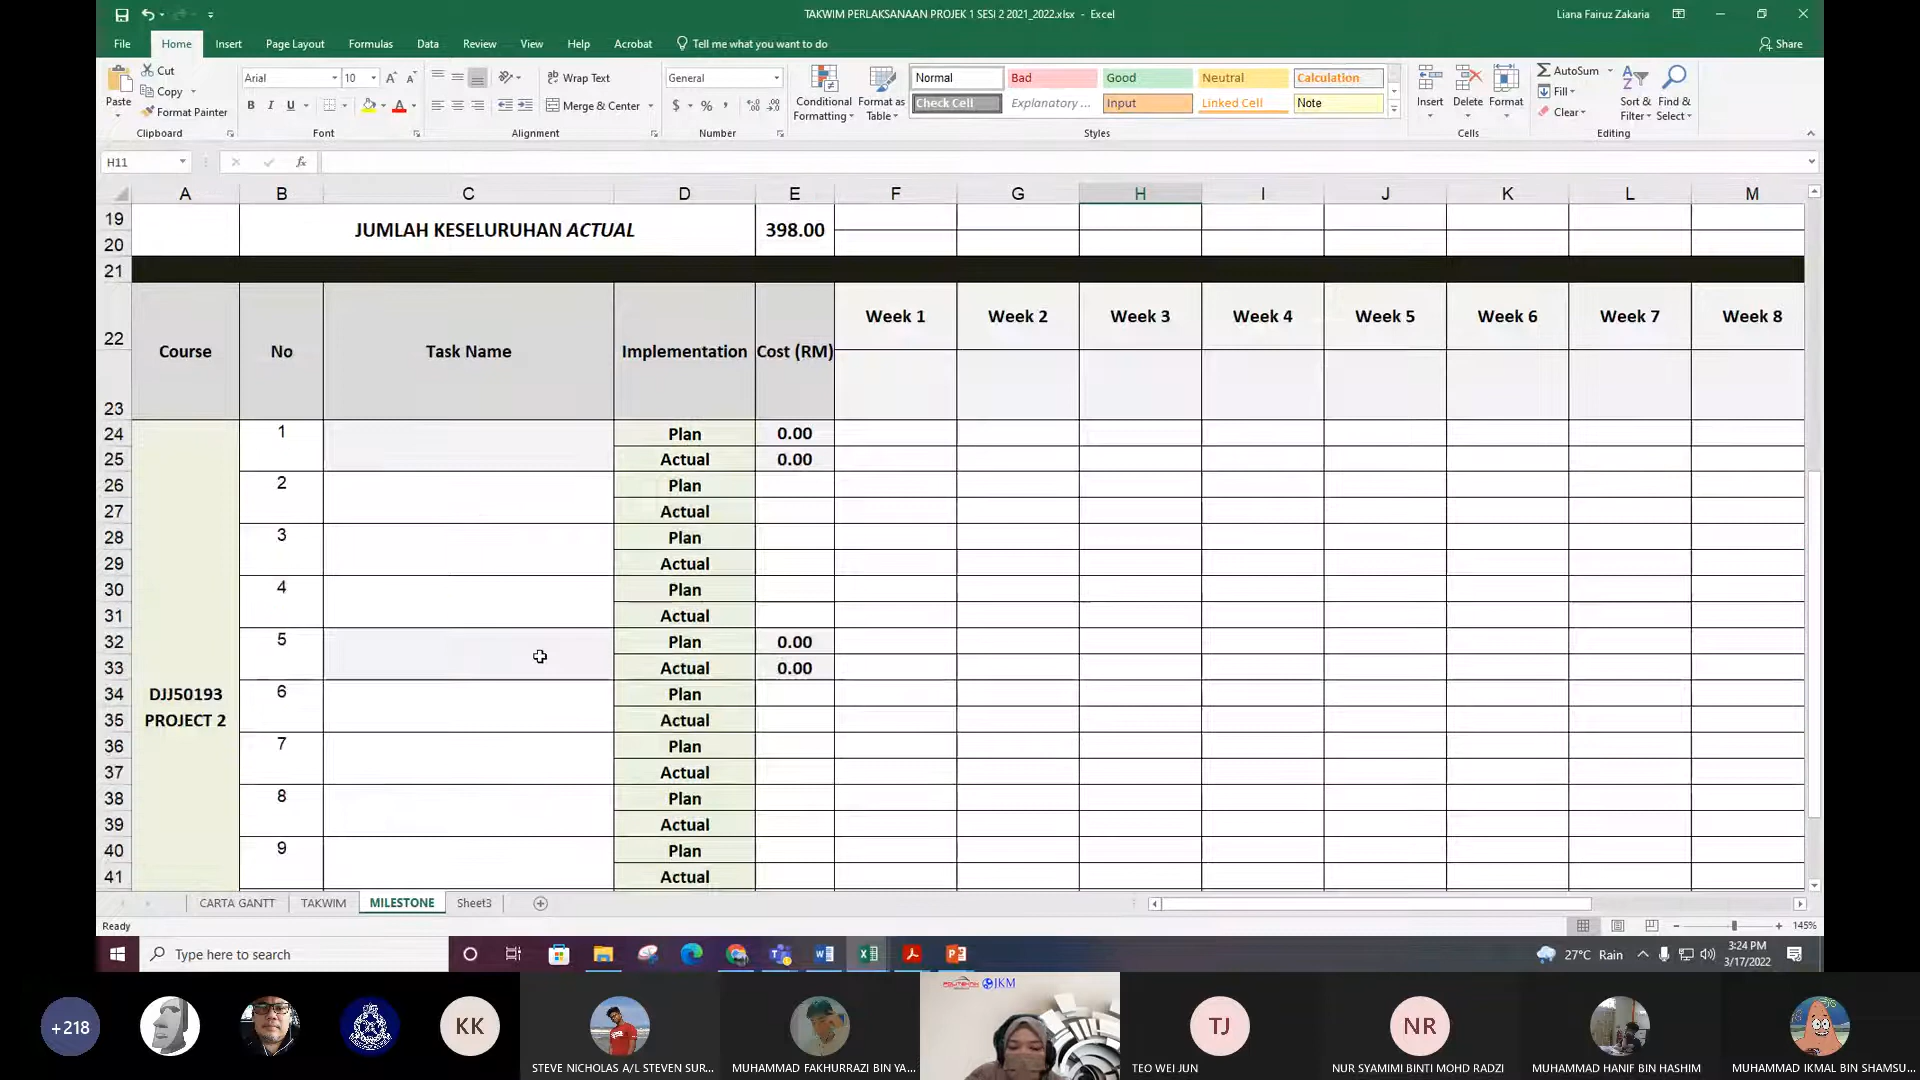 TAKWIM PERLAKSANAAN PROJEK 1 SESI 2 2021_2022.xlsx - Excel
Liana Fairuz Zakaria
File Home Insert Page Layout Formulas Data Review View Help Acrobat Tell me what you want to do Share
Paste Cut Copy Format Painter Clipboard
Arial 10 B I U Font
Wrap Text Merge & Center Alignment
General $ % , Number
Conditional Formatting Format as Table
Normal Bad Good Neutral Calculation
Check Cell Explanatory ... Input Linked Cell Note
Styles
Insert Delete Format Cells
AutoSum Fill Clear Sort & Filter Find & Select Editing
H11 fx
A B C D E F G H I J K L M
19
20 JUMLAH KESELURUHAN ACTUAL 398.00
21
22 Week 1 Week 2 Week 3 Week 4 Week 5 Week 6 Week 7 Week 8
Course No Task Name Implementation Cost (RM)
23
24 1 Plan 0.00
25 Actual 0.00
26 2 Plan
27 Actual
28 3 Plan
29 Actual
30 4 Plan
31 Actual
32 5 Plan 0.00
33 Actual 0.00
34 DJJ50193 6 Plan
35 PROJECT 2 Actual
36 7 Plan
37 Actual
38 8 Plan
39 Actual
40 9 Plan
41 Actual
CARTA GANTT TAKWIM MILESTONE Sheet3
Ready 145%
Type here to search 27°C Rain 3:24 PM
3/17/2022
+218 KK TJ NR
POLITEKNIK JKM
STEVE NICHOLAS A/L STEVEN SUR... MUHAMMAD FAKHURRAZI BIN YA... TEO WEI JUN NUR SYAMIMI BINTI MOHD RADZI MUHAMMAD HANIF BIN HASHIM MUHAMMAD IKMAL BIN SHAMSU...